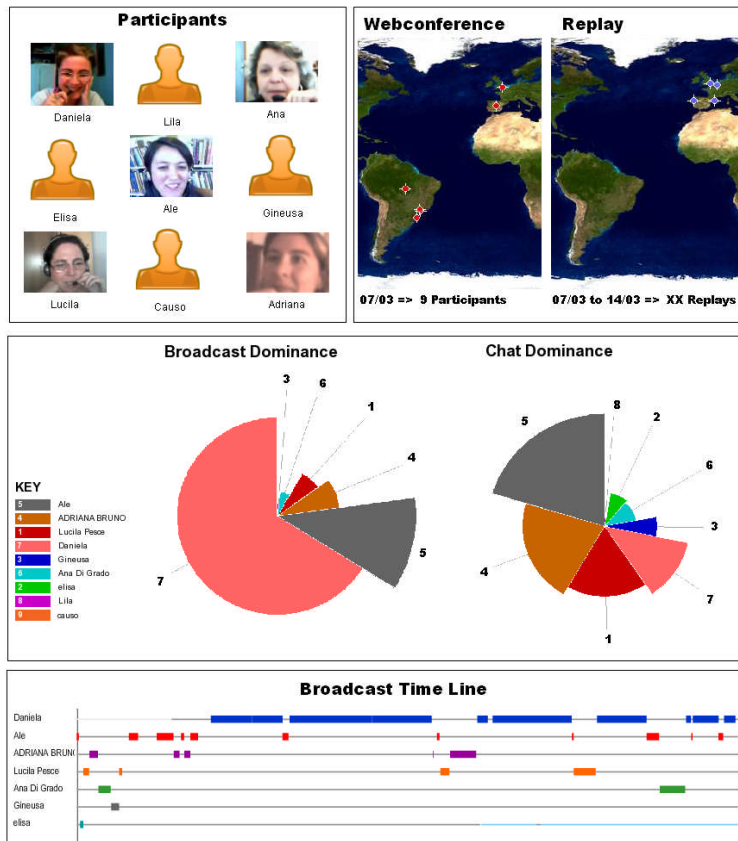 Participants
Daniela
Lila
Ana
Elisa
Ale
Gineusa
Lucila
Causo
Adriana
Webconference
Replay
07/03 => 9 Participants
07/03 to 14/03 => XX Replays
Broadcast Dominance
3
6
1
4
5
7
Chat Dominance
5
8
2
6
3
7
1
4
KEY
5 Ale
4 ADRIANA BRUNO
1 Lucila Pesce
7 Daniela
3 Gineusa
6 Ana Di Grado
2 elisa
8 Lila
9 causo
Broadcast Time Line
Daniela
Ale
ADRIANA BRUNO
Lucila Pesce
Ana Di Grado
Gineusa
elisa